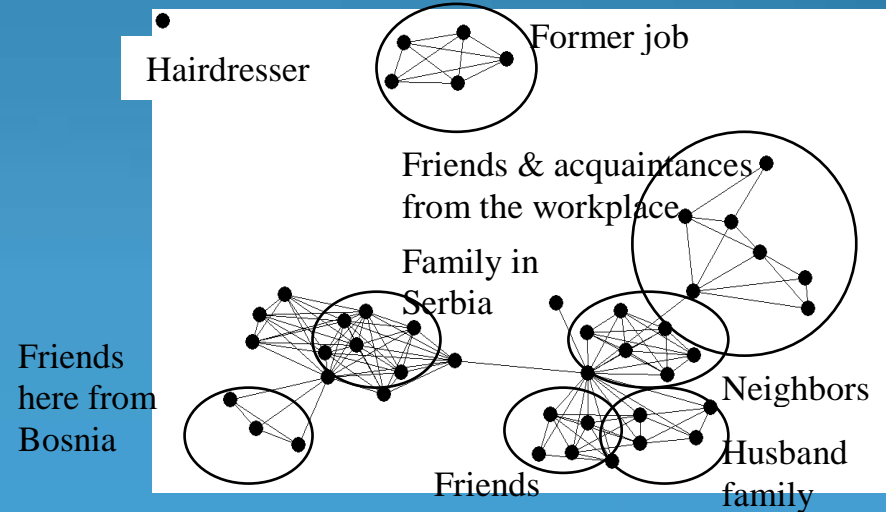 Former job
Hairdresser
Friends & acquaintances
from the workplace
Family in
Serbia
Friends
here from
Bosnia
Neighbors
Husband
family
Friends